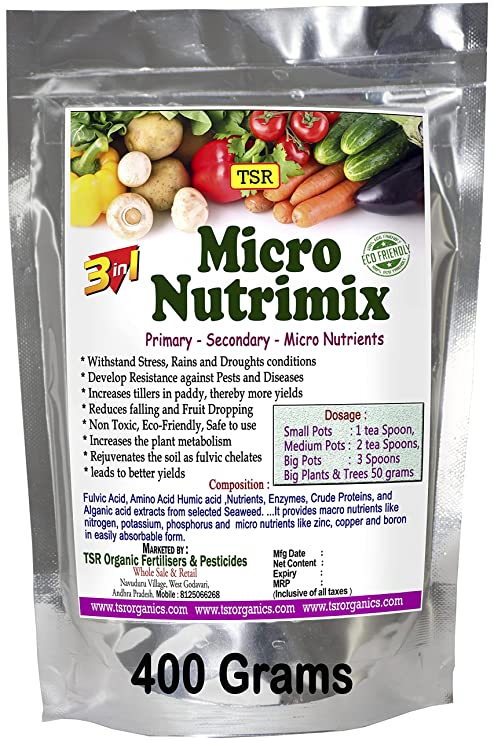 TSR
3 in 1
Micro
Nutrimix
100% ECO FRIENDLY
ECO FRIENDLY
100% ECO FRIENDLY
Primary - Secondary - Micro Nutrients
* Withstand Stress, Rains and Droughts conditions
* Develop Resistance against Pests and Diseases
* Increases tillers in paddy, thereby more yields
* Reduces falling and Fruit Dropping
* Non Toxic, Eco-Friendly, Safe to use
* Increases the plant metabolism
* Rejuvenates the soil as fulvic chelates
* leads to better yields
Dosage :
Small Pots : 1 tea Spoon,
Medium Pots : 2 tea Spoons,
Big Pots : 3 Spoons
Big Plants & Trees 50 grams
Composition :
Fulvic Acid, Amino Acid Humic acid ,Nutrients, Enzymes, Crude Proteins, and
Alganic acid extracts from selected Seaweed. ...It provides macro nutrients like
nitrogen, potassium, phosphorus and micro nutrients like zinc, copper and boron
in easily absorbable form.
MARKETED BY :
TSR Organic Fertilisers & Pesticides
Whole Sale & Retail
Navuduru Village, West Godavari,
Andhra Pradesh, Mobile : 8125066268
Mfg Date :
Net Content :
Expiry :
MRP :
(Inclusive of all taxes )
www.tsrorganics.com www.tsrorganics.com www.tsrorganics.com
400 Grams